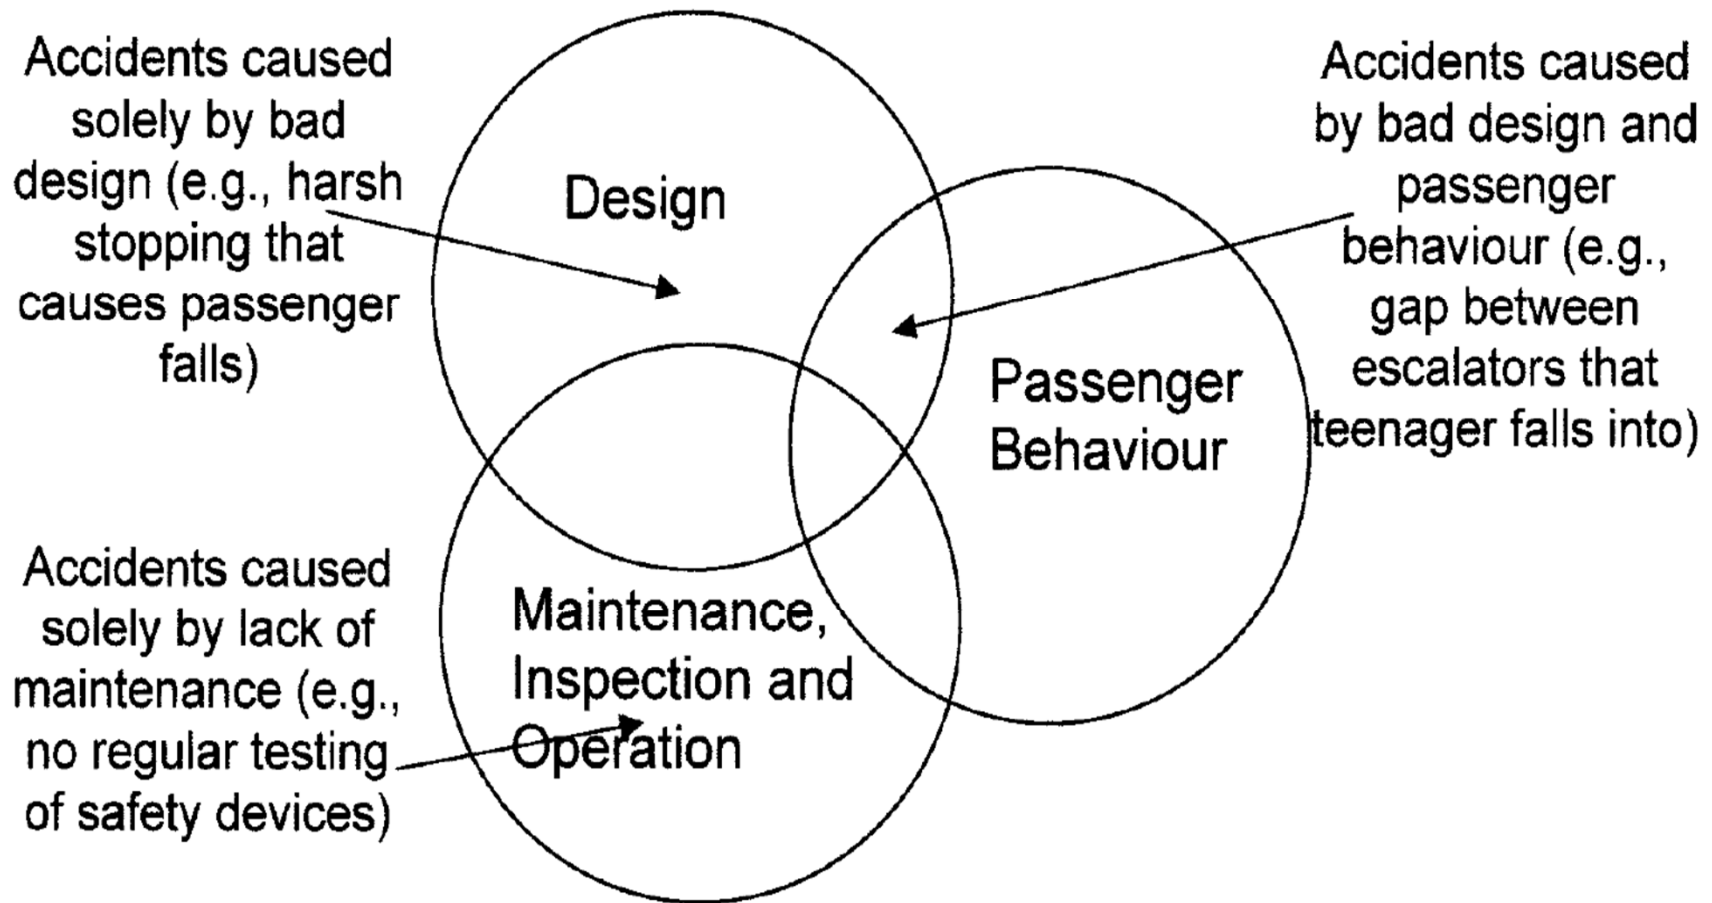 Accidents caused
solely by bad
design (e.g., harsh
stopping that
causes passenger
falls)
Design
Accidents caused
by bad design and
passenger
behaviour (e.g.,
gap between
escalators that
teenager falls into)
Passenger
Behaviour
Accidents caused
solely by lack of
maintenance (e.g.,
no regular testing
of safety devices)
Maintenance,
Inspection and
Operation